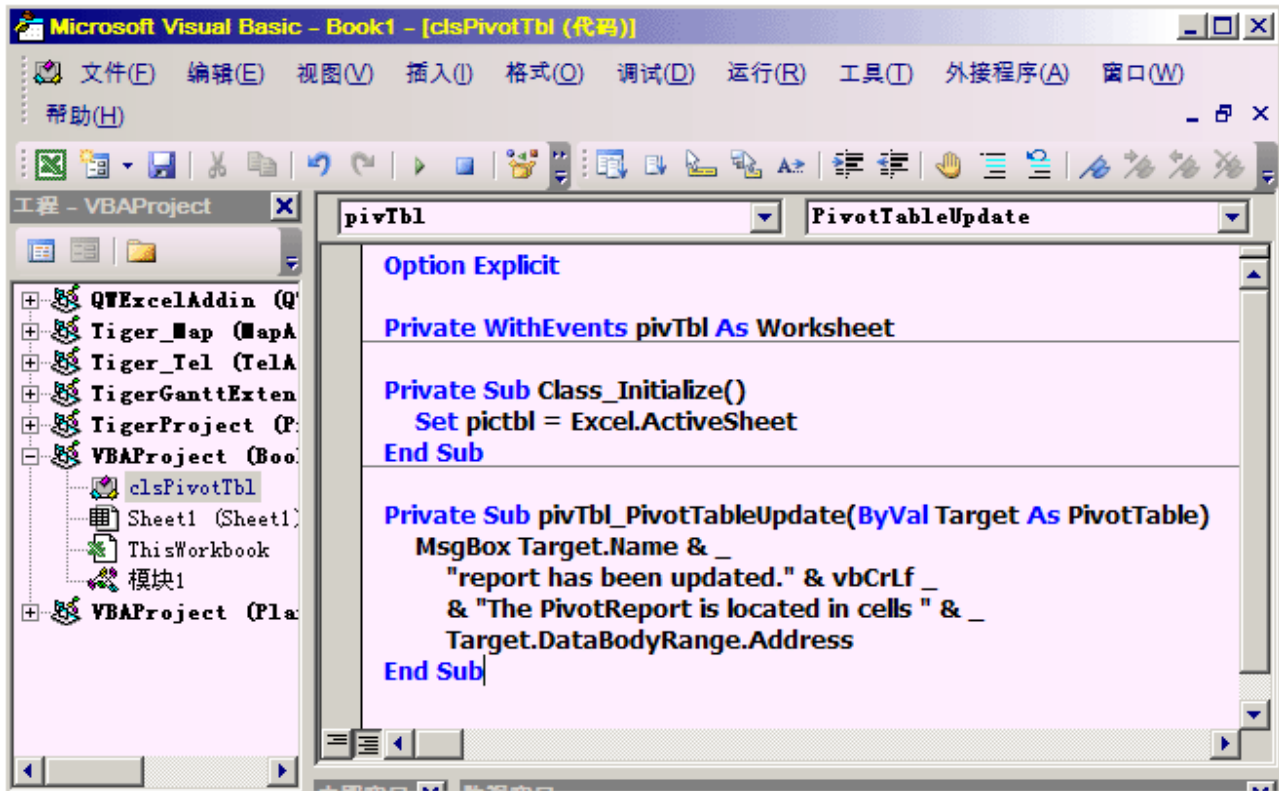 Microsoft Visual Basic - Book1 - [clsPivotTbl (代码)]
文件(F) 编辑(E) 视图(V) 插入(I) 格式(O) 调试(D) 运行(R) 工具(T) 外接程序(A) 窗口(W)
帮助(H)
工程 - VBAProject
pivTbl
PivotTableUpdate
QTExcelAddin (Q
Tiger_Map (MapA
Tiger_Tel (TelA
TigerGanttExten
TigerProject (P
VBAProject (Boo
clsPivotTbl
Sheet1 (Sheet1)
ThisWorkbook
模块1
VBAProject (Pla
Option Explicit
Private WithEvents pivTbl As Worksheet
Private Sub Class_Initialize()
Set pictbl = Excel.ActiveSheet
End Sub
Private Sub pivTbl_PivotTableUpdate(ByVal Target As PivotTable)
MsgBox Target.Name & _
"report has been updated." & vbCrLf _
& "The PivotReport is located in cells " & _
Target.DataBodyRange.Address
End Sub